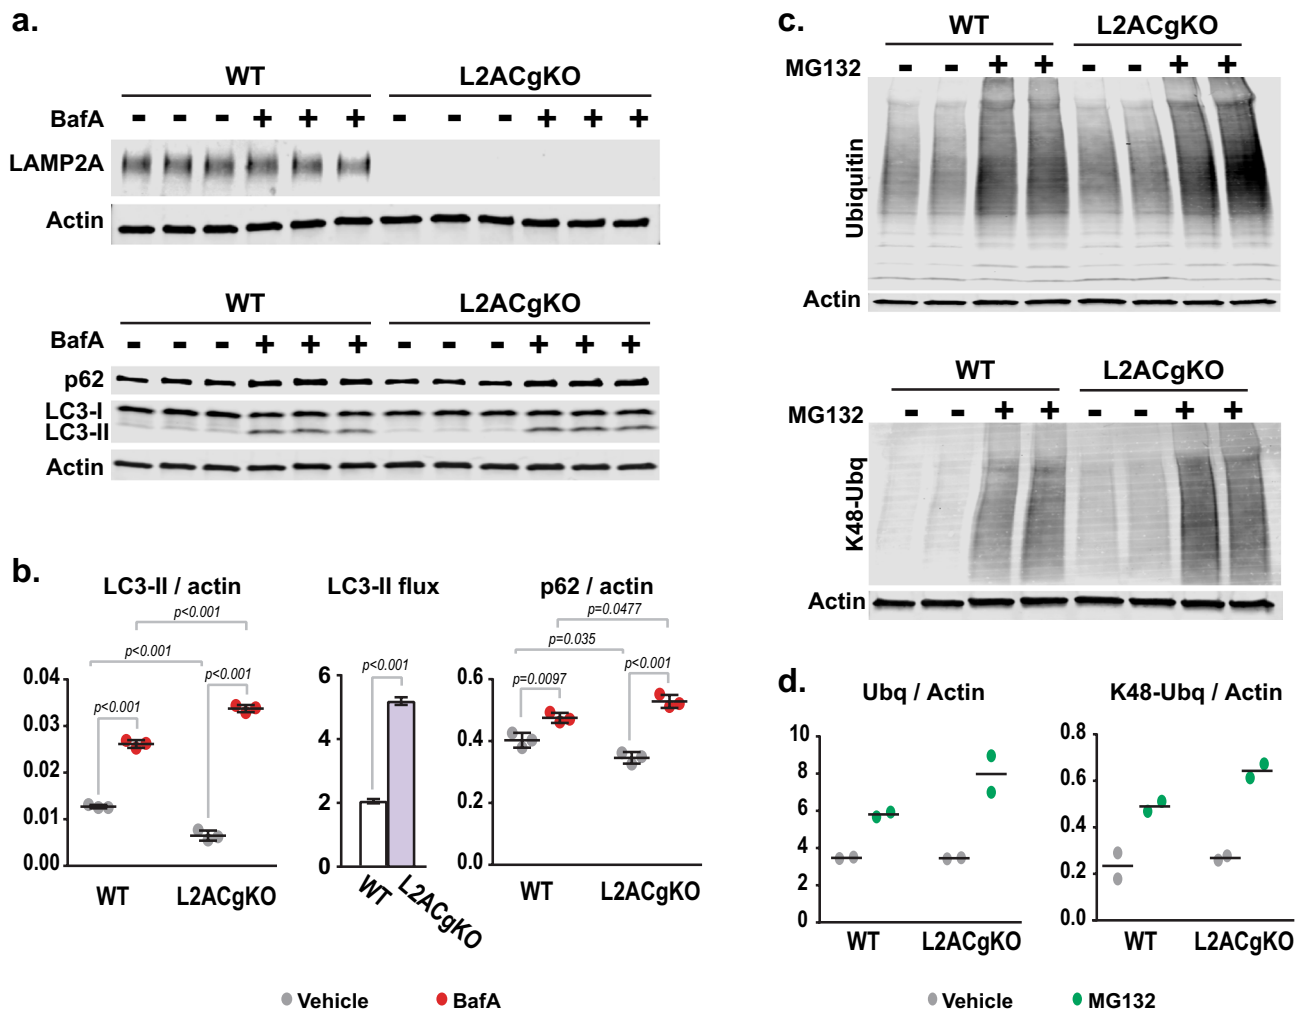 a.
WT L2ACgKO
BafA - - - + + + - - - + + +
LAMP2A
Actin
WT L2ACgKO
BafA - - - + + + - - - + + +
p62
LC3-I
LC3-II
Actin
b.
LC3-II / actin
p<0.001
p<0.001
p<0.001
p<0.001
0.04
0.03
0.02
0.01
0.00
WT L2ACgKO
LC3-II flux
p<0.001
6
4
2
0
WT L2ACgKO
p62 / actin
p=0.0477
p=0.035
p=0.0097
p<0.001
0.6
0.4
0.2
0.0
WT L2ACgKO
Vehicle BafA
c.
WT L2ACgKO
MG132 - - + + - - + +
Ubiquitin
Actin
WT L2ACgKO
MG132 - - + + - - + +
K48-Ubq
Actin
d.
Ubq / Actin
10
8
6
4
2
0
WT L2ACgKO
K48-Ubq / Actin
0.8
0.6
0.4
0.2
0.0
WT L2ACgKO
Vehicle MG132